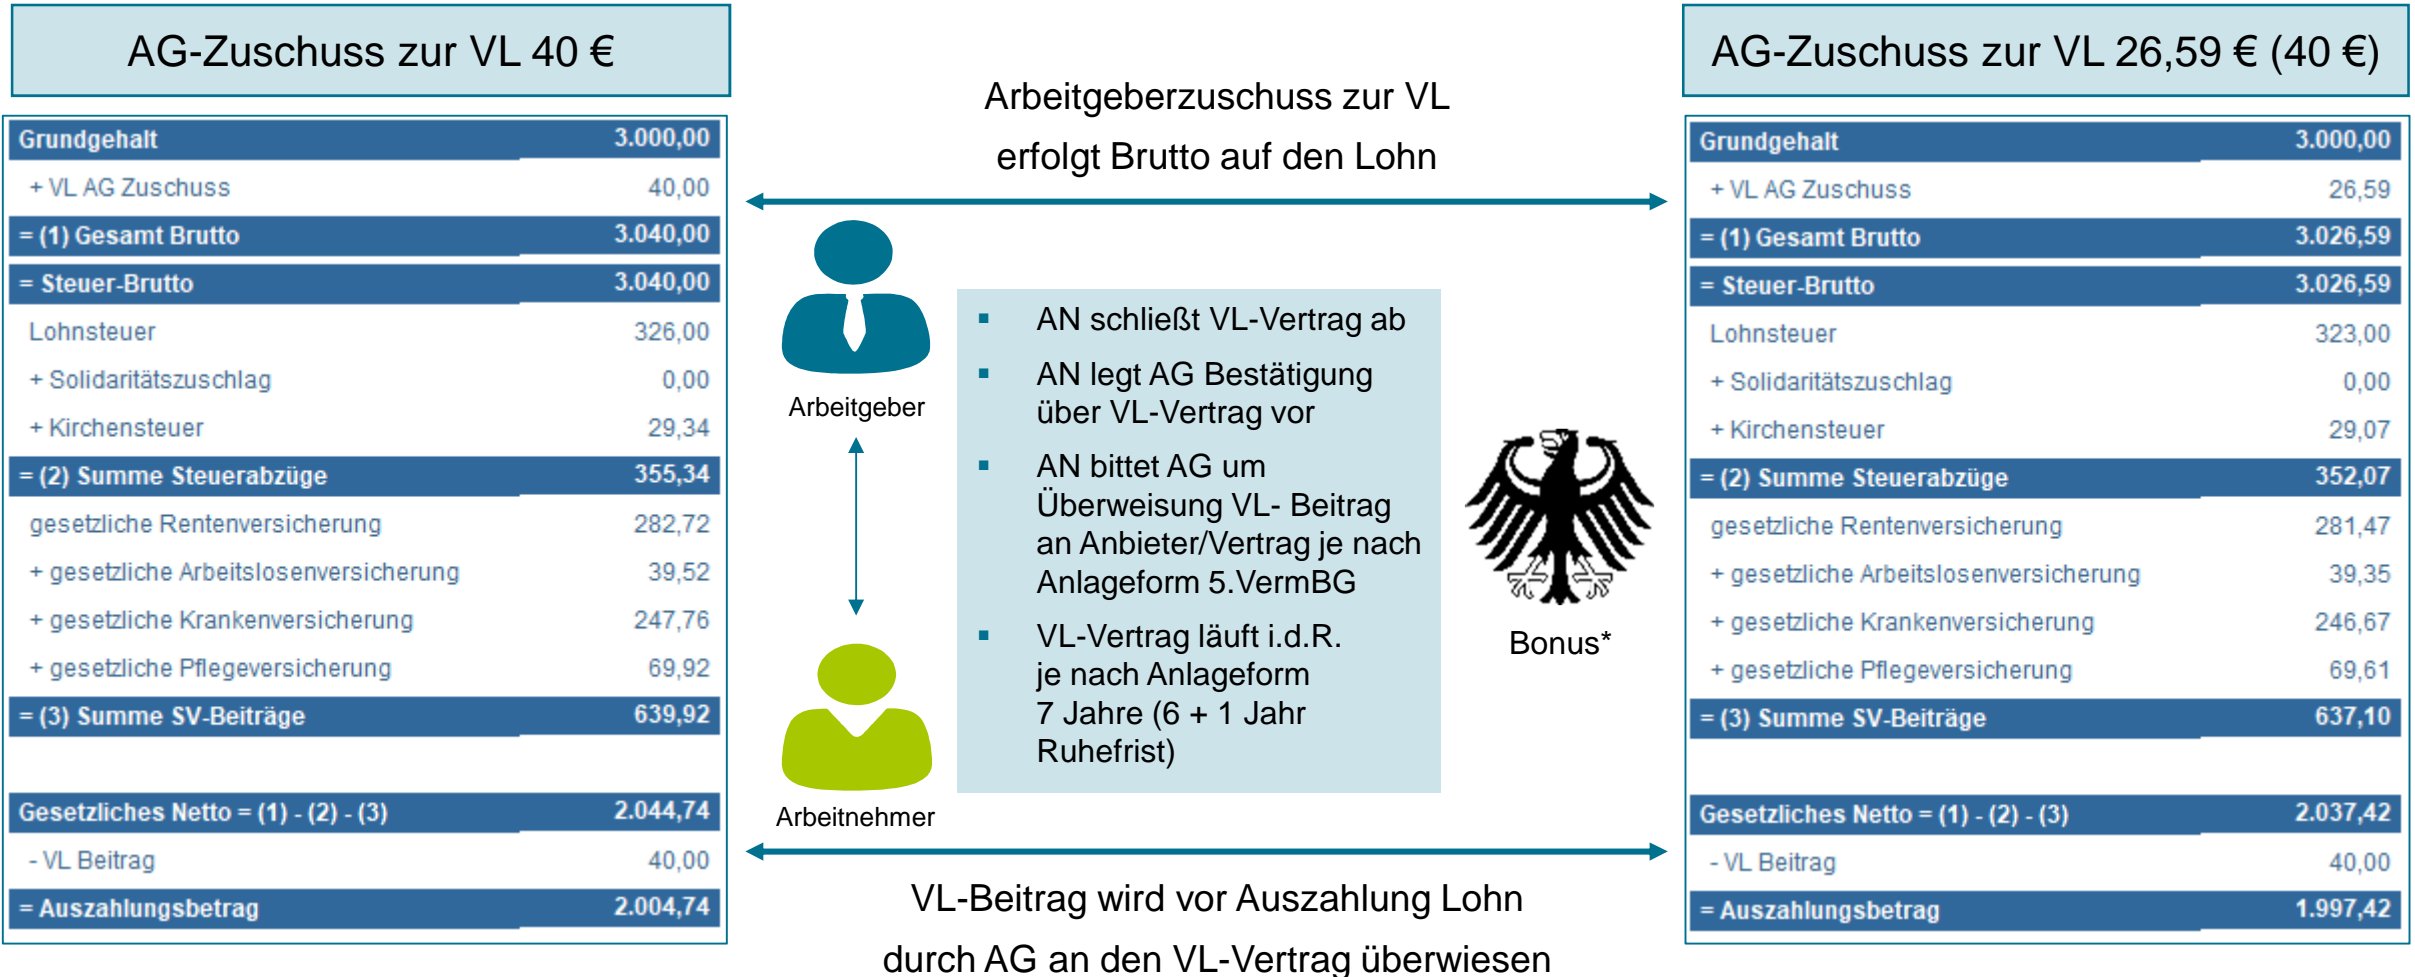 AG-Zuschuss zur VL 40 €
Grundgehalt 3.000,00
+ VL AG Zuschuss 40,00
= (1) Gesamt Brutto 3.040,00
= Steuer-Brutto 3.040,00
Lohnsteuer 326,00
+ Solidaritätszuschlag 0,00
+ Kirchensteuer 29,34
= (2) Summe Steuerabzüge 355,34
gesetzliche Rentenversicherung 282,72
+ gesetzliche Arbeitslosenversicherung 39,52
+ gesetzliche Krankenversicherung 247,76
+ gesetzliche Pflegeversicherung 69,92
= (3) Summe SV-Beiträge 639,92
Gesetzliches Netto = (1) - (2) - (3) 2.044,74
- VL Beitrag 40,00
= Auszahlungsbetrag 2.004,74
Arbeitgeberzuschuss zur VL
erfolgt Brutto auf den Lohn
Arbeitgeber
Arbeitnehmer
▪ AN schließt VL-Vertrag ab
▪ AN legt AG Bestätigung
über VL-Vertrag vor
▪ AN bittet AG um
Überweisung VL- Beitrag
an Anbieter/Vertrag je nach
Anlageform 5.VermBG
▪ VL-Vertrag läuft i.d.R.
je nach Anlageform
7 Jahre (6 + 1 Jahr
Ruhefrist)
Bonus*
VL-Beitrag wird vor Auszahlung Lohn
durch AG an den VL-Vertrag überwiesen
AG-Zuschuss zur VL 26,59 € (40 €)
Grundgehalt 3.000,00
+ VL AG Zuschuss 26,59
= (1) Gesamt Brutto 3.026,59
= Steuer-Brutto 3.026,59
Lohnsteuer 323,00
+ Solidaritätszuschlag 0,00
+ Kirchensteuer 29,07
= (2) Summe Steuerabzüge 352,07
gesetzliche Rentenversicherung 281,47
+ gesetzliche Arbeitslosenversicherung 39,35
+ gesetzliche Krankenversicherung 246,67
+ gesetzliche Pflegeversicherung 69,61
= (3) Summe SV-Beiträge 637,10
Gesetzliches Netto = (1) - (2) - (3) 2.037,42
- VL Beitrag 40,00
= Auszahlungsbetrag 1.997,42